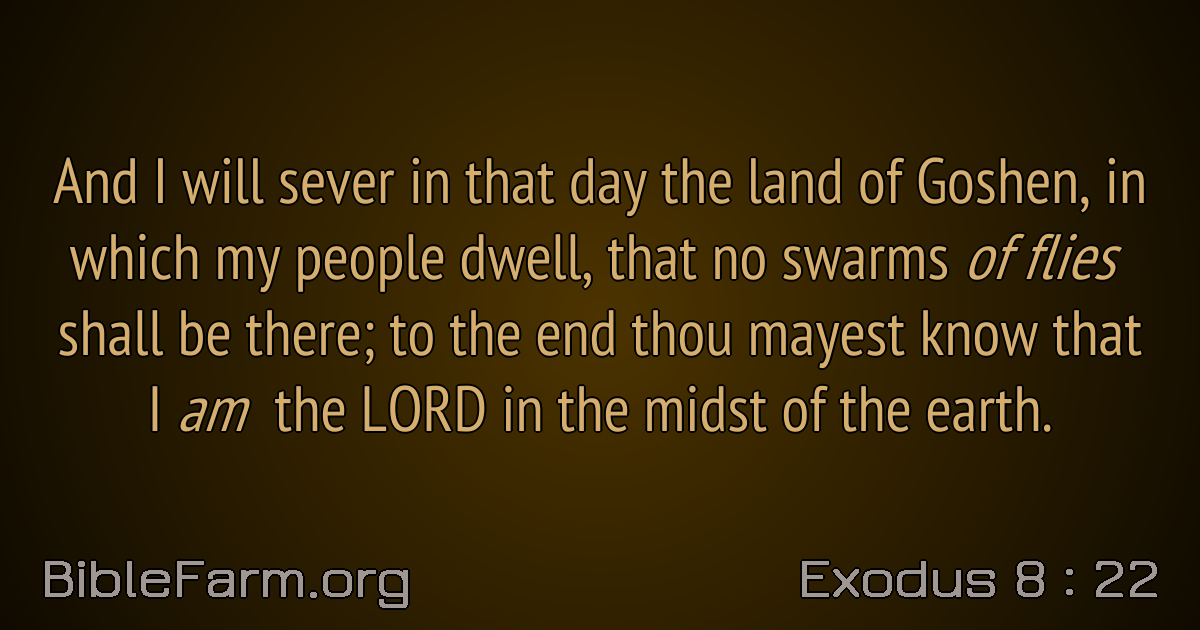 And I will sever in that day the land of Goshen, in
which my people dwell, that no swarms of flies
shall be there; to the end thou mayest know that
I am the LORD in the midst of the earth.
BibleFarm.org
Exodus 8 : 22